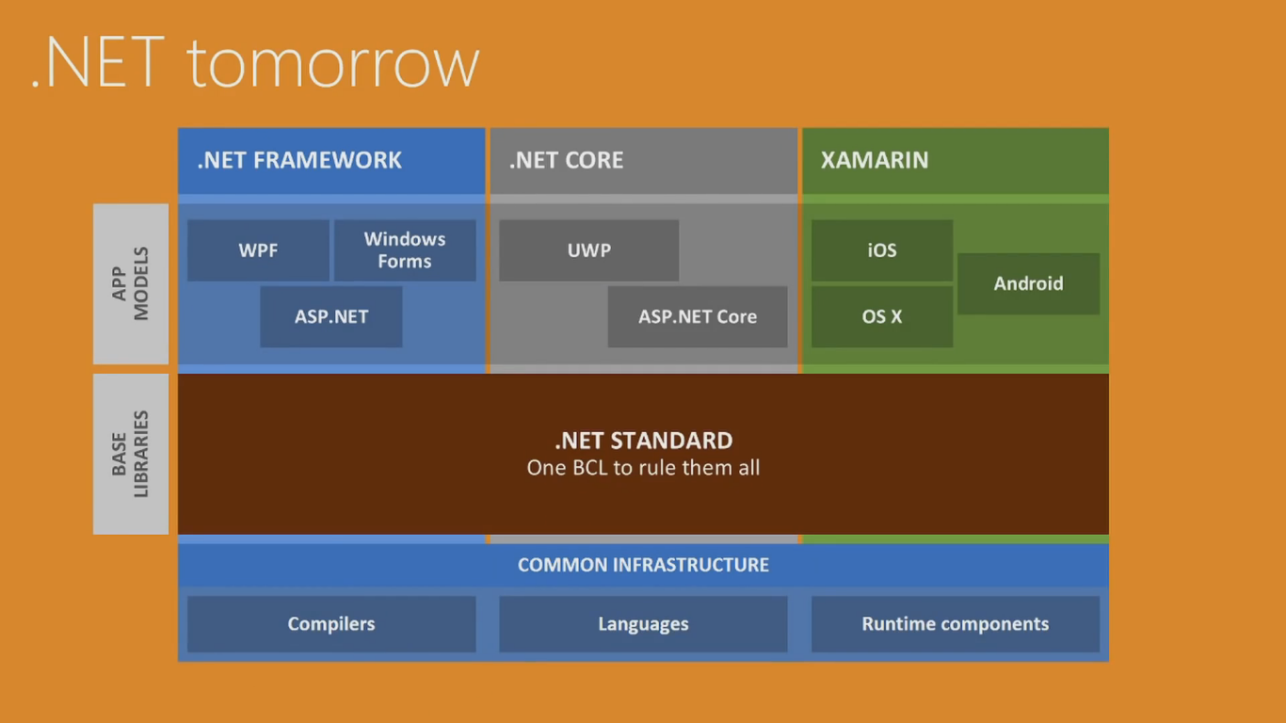 .NET tomorrow
.NET FRAMEWORK
.NET CORE
XAMARIN
APP
MODELS
WPF
Windows
Forms
ASP.NET
UWP
ASP.NET Core
iOS
Android
OS X
BASE
LIBRARIES
.NET STANDARD
One BCL to rule them all
COMMON INFRASTRUCTURE
Compilers
Languages
Runtime components